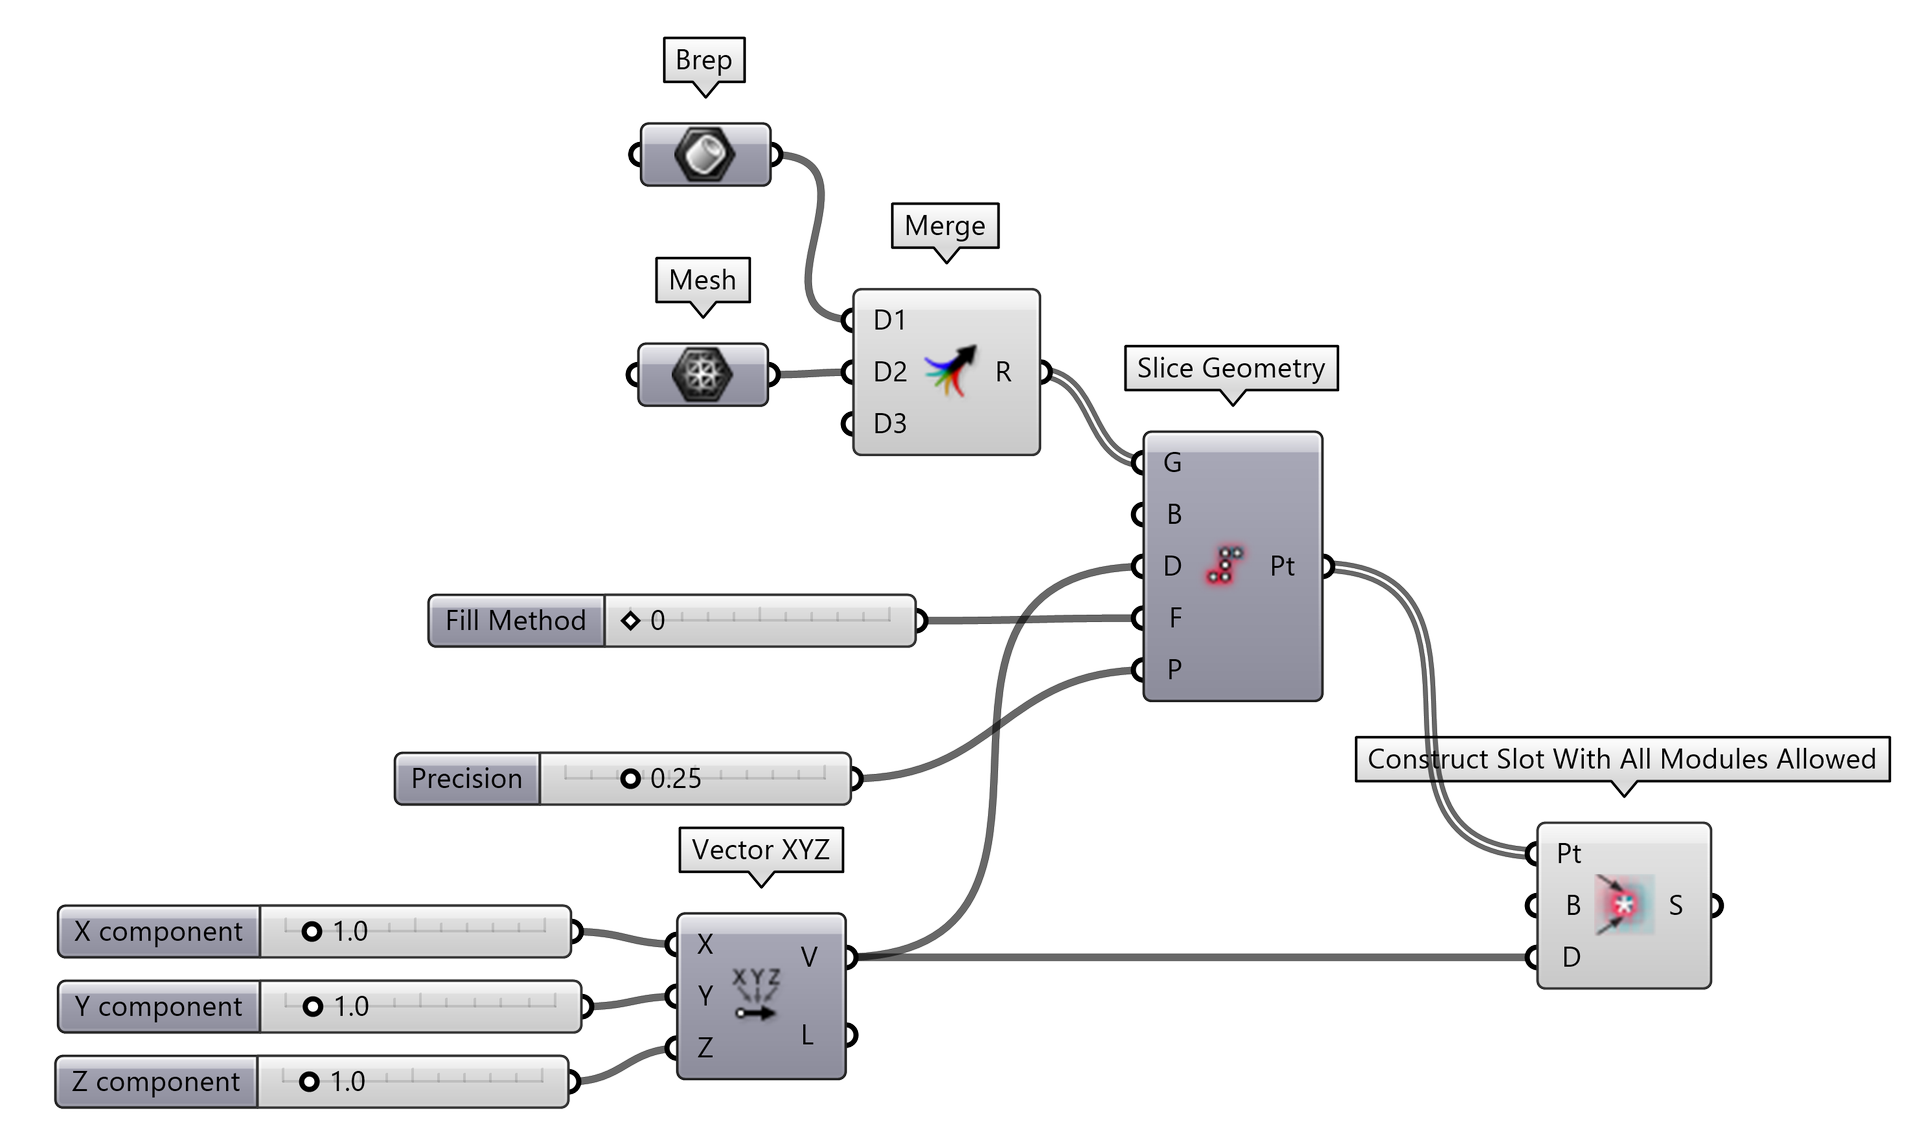 Brep
Merge
Mesh
D1
D2
D3
R
Slice Geometry
G
B
D
F
P
Pt
Fill Method
0
Precision
0.25
Construct Slot With All Modules Allowed
Pt
B
D
S
Vector XYZ
X component
1.0
Y component
1.0
Z component
1.0
X
Y
Z
X Y Z
V
L